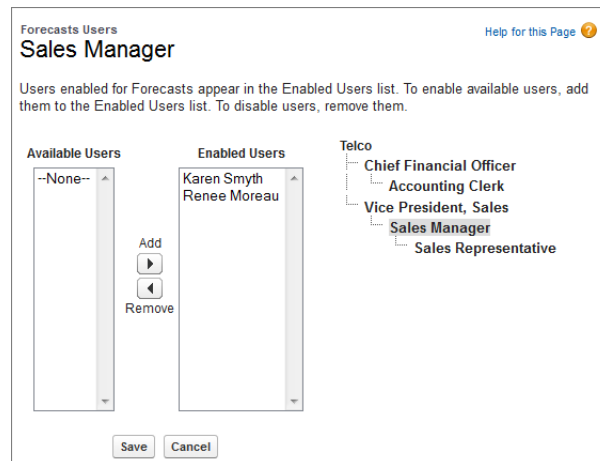 Forecasts Users
Help for this Page ?
Sales Manager
Users enabled for Forecasts appear in the Enabled Users list. To enable available users, add
them to the Enabled Users list. To disable users, remove them.
Available Users
--None--
Add
Remove
Enabled Users
Karen Smyth
Renee Moreau
Telco
Chief Financial Officer
Accounting Clerk
Vice President, Sales
Sales Manager
Sales Representative
Save
Cancel